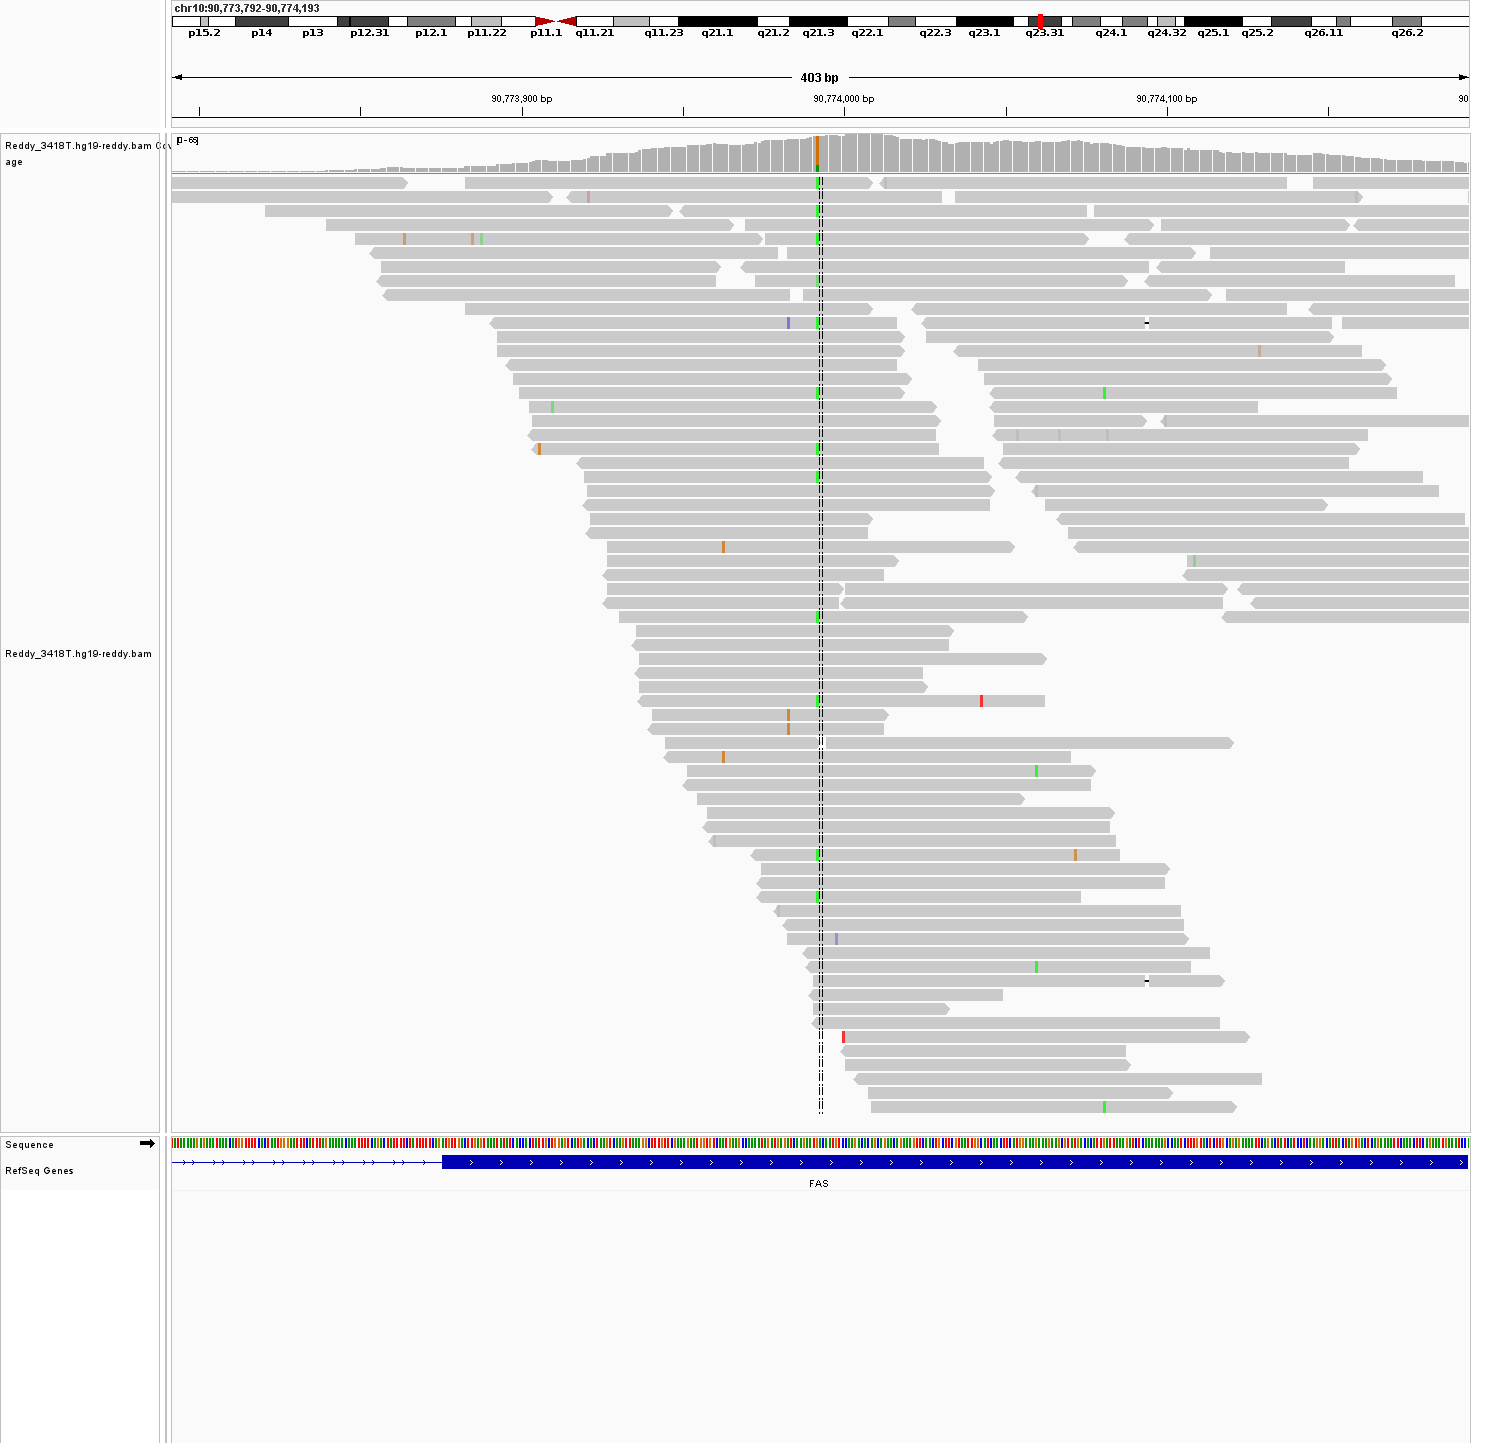 chr10:90,773,792-90,774,193
p15.2 p14 p13 p12.31 p12.1 p11.22 p11.1 q11.21 q11.23 q21.1 q21.2 q21.3 q22.1 q22.3 q23.1 q23.31 q24.1 q24.32 q25.1 q25.2 q26.11 q26.2
403 bp
90,773,900 bp 90,774,000 bp 90,774,100 bp 90
Reddy_3418T.hg19-reddy.bam Cov
age
Reddy_3418T.hg19-reddy.bam
Sequence
RefSeq Genes
FAS